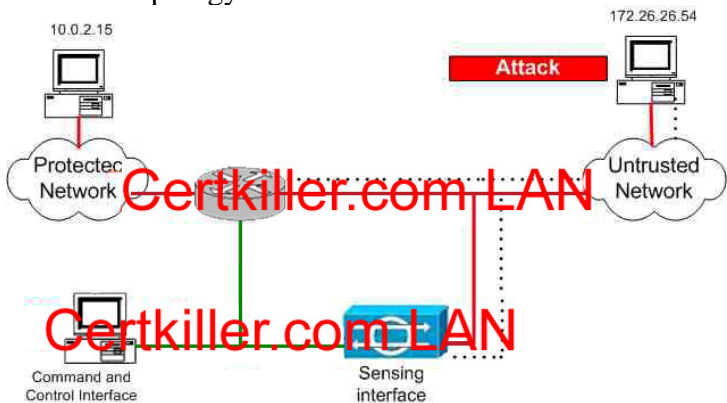 10.0.2.15
172.26.26.54
Attack
Protected
Network
Untrusted
Network
Certkiller.com LAN
Certkiller.com LAN
Command and
Control Interface
Sensing
interface